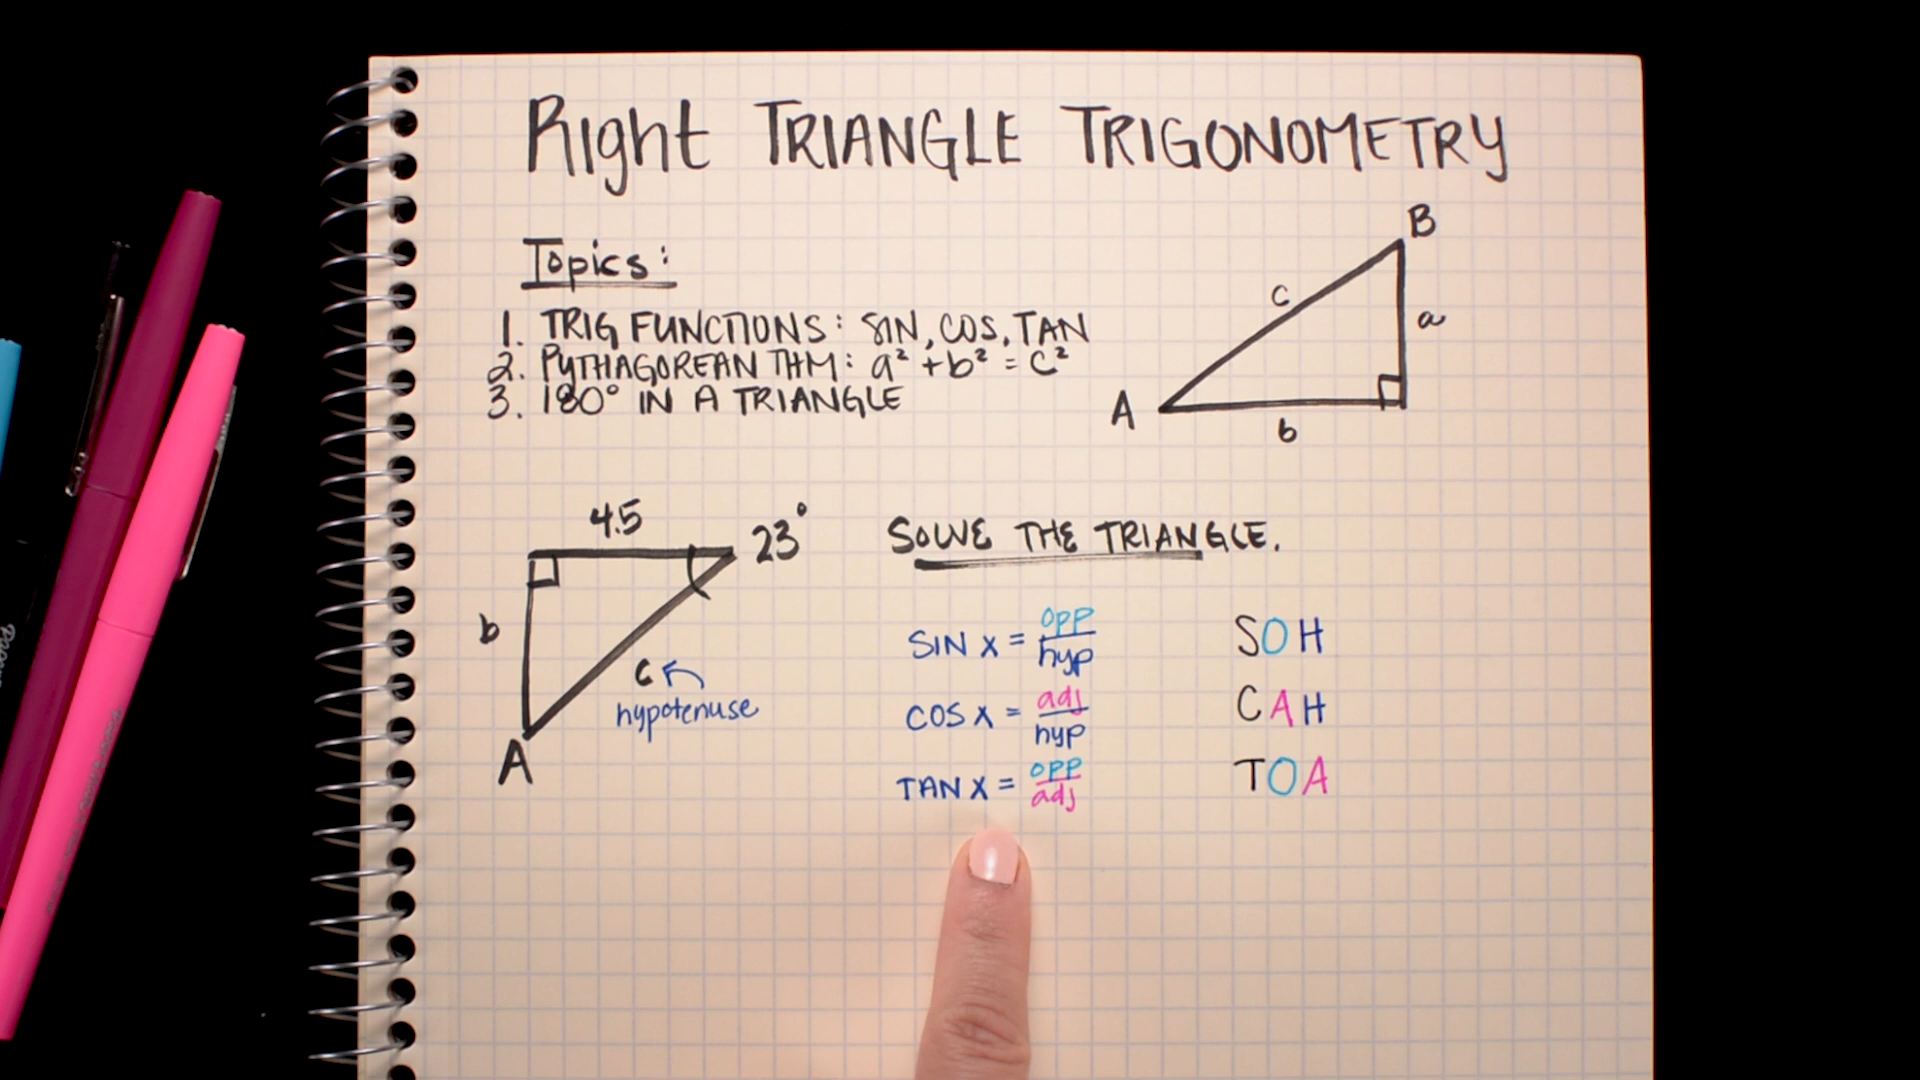 Right TRIANGLE TRIGONOMETRY
Topics:
1. TRIG FUNCTIONS: SIN, COS, TAN
2. PYTHAGOREAN THM: a² + b² = c²
3. 180° IN A TRIANGLE
B
c
a
A
b
4.5
23°
b
c
hypotenuse
A
SOLVE THE TRIANGLE.
SIN X = opp/hyp
SOH
COS X = adj/hyp
CAH
TAN X = opp/adj
TOA